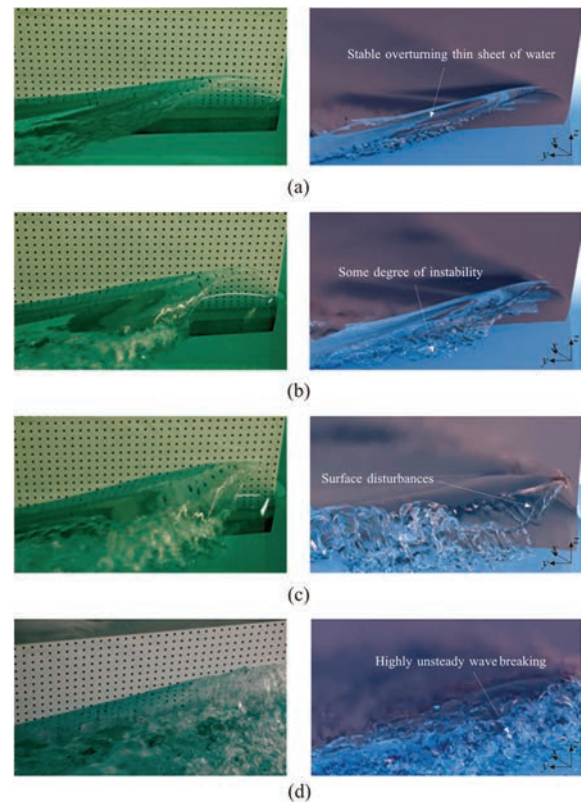 Stable overturning thin sheet of water
x
y
z
(a)
Some degree of instability
x
y
z
(b)
Surface disturbances
x
y
z
(c)
Highly unsteady wave breaking
x
y
z
(d)